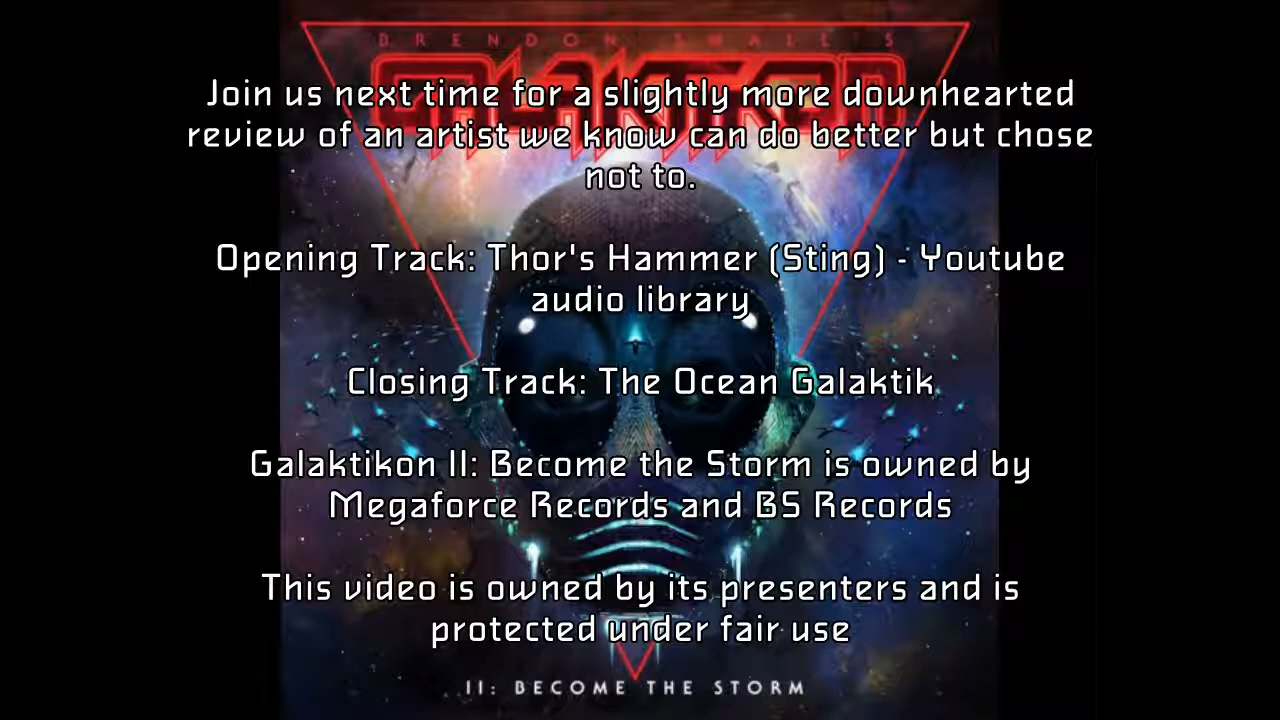 BRENDON SMALL'S
GALAKTIKON
Join us next time for a slightly more downhearted
review of an artist we know can do better but chose
not to.
Opening Track: Thor's Hammer (Sting) - Youtube
audio library
Closing Track: The Ocean Galaktik
Galaktikon II: Become the Storm is owned by
Megaforce Records and BS Records
This video is owned by its presenters and is
protected under fair use
II: BECOME THE STORM